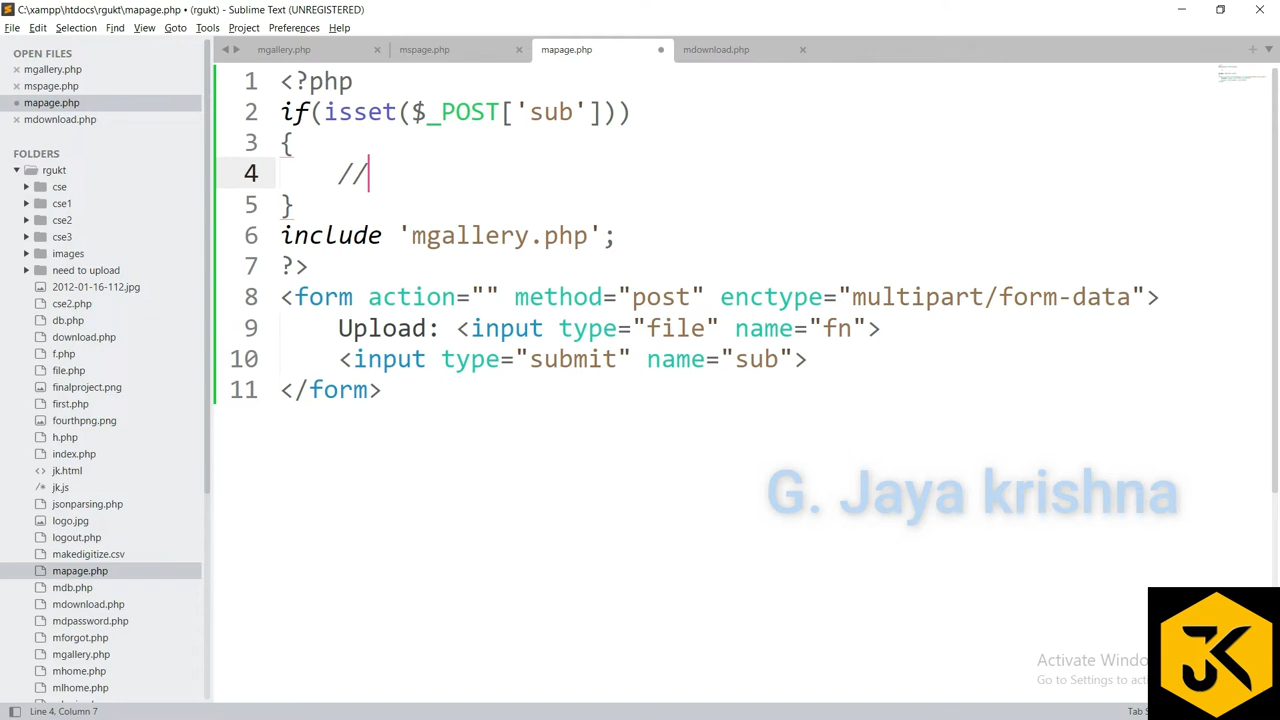 C:\xampp\htdocs\rgukt\mapage.php • (rgukt) - Sublime Text (UNREGISTERED)
File Edit Selection Find View Goto Tools Project Preferences Help
OPEN FILES
mgallery.php
mspage.php
mapage.php
mdownload.php
FOLDERS
rgukt
cse
cse1
cse2
cse3
images
need to upload
2012-01-16-112.jpg
cse2.php
db.php
download.php
f.php
file.php
finalproject.php
first.php
fourthpng.png
h.php
index.php
jk.html
jk.js
jsonparsing.php
logo.jpg
logout.php
makedigitize.csv
mapage.php
mdb.php
mdownload.php
mdpassword.php
mforgot.php
mgallery.php
mhome.php
mlhome.php
mgallery.php mspage.php mapage.php mdownload.php
1 <?php
2 if(isset($_POST['sub']))
3 {
4 //
5 }
6 include 'mgallery.php';
7 ?>
8 <form action="" method="post" enctype="multipart/form-data">
9 Upload: <input type="file" name="fn">
10 <input type="submit" name="sub">
11 </form>
G. Jaya krishna
Activate Windo
Go to Settings to act
JK
Line 4, Column 7
Tab S